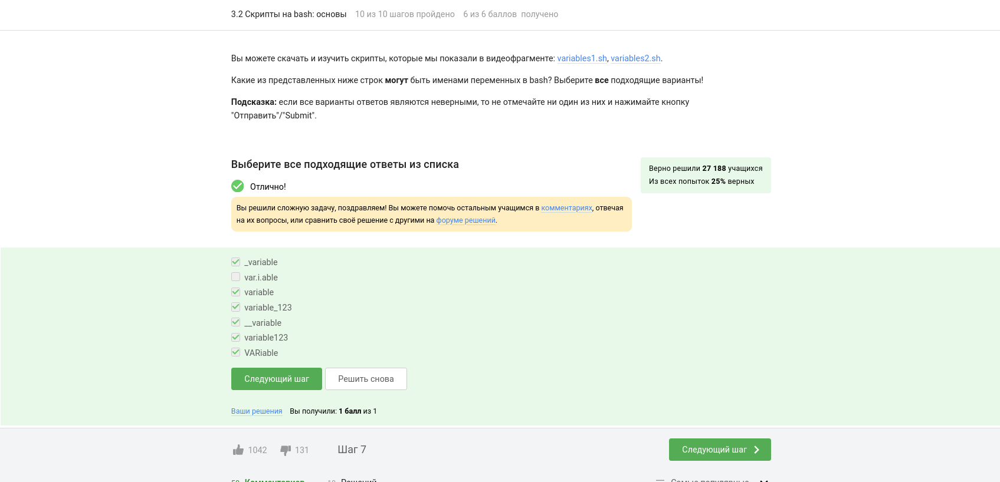 3.2 Скрипты на bash: основы 10 из 10 шагов пройдено 6 из 6 баллов получено
Вы можете скачать и изучить скрипты, которые мы показали в видеофрагменте: variables1.sh, variables2.sh.
Какие из представленных ниже строк могут быть именами переменных в bash? Выберите все подходящие варианты!
Подсказка: если все варианты ответов являются неверными, то не отмечайте ни один из них и нажимайте кнопку
"Отправить"/"Submit".
Выберите все подходящие ответы из списка
Верно решили 27 188 учащихся
Из всех попыток 25% верных
Отлично!
Вы решили сложную задачу, поздравляем! Вы можете помочь остальным учащимся в комментариях, отвечая
на их вопросы, или сравнить своё решение с другими на форуме решений.
_variable
var.i.able
variable
variable_123
__variable
variable123
VARiable
Следующий шаг Решить снова
Ваши решения Вы получили: 1 балл из 1
1042 131 Шаг 7 Следующий шаг
Комментариев Решений Самые популярные